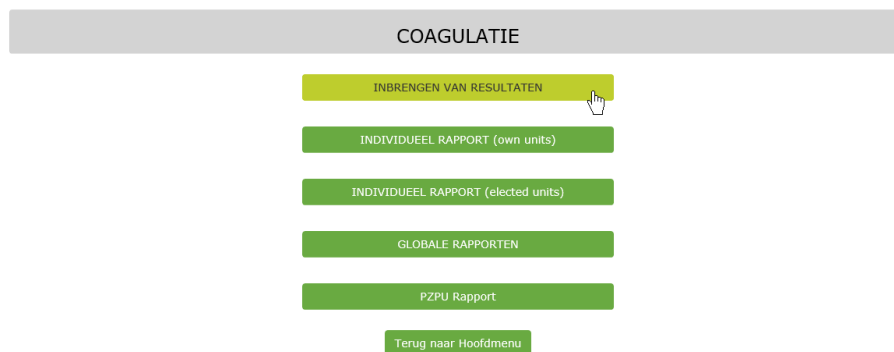 COAGULATIE
INBRENGEN VAN RESULTATEN
INDIVIDUEEL RAPPORT (own units)
INDIVIDUEEL RAPPORT (elected units)
GLOBALE RAPPORTEN
PZPU Rapport
Terug naar Hoofdmenu